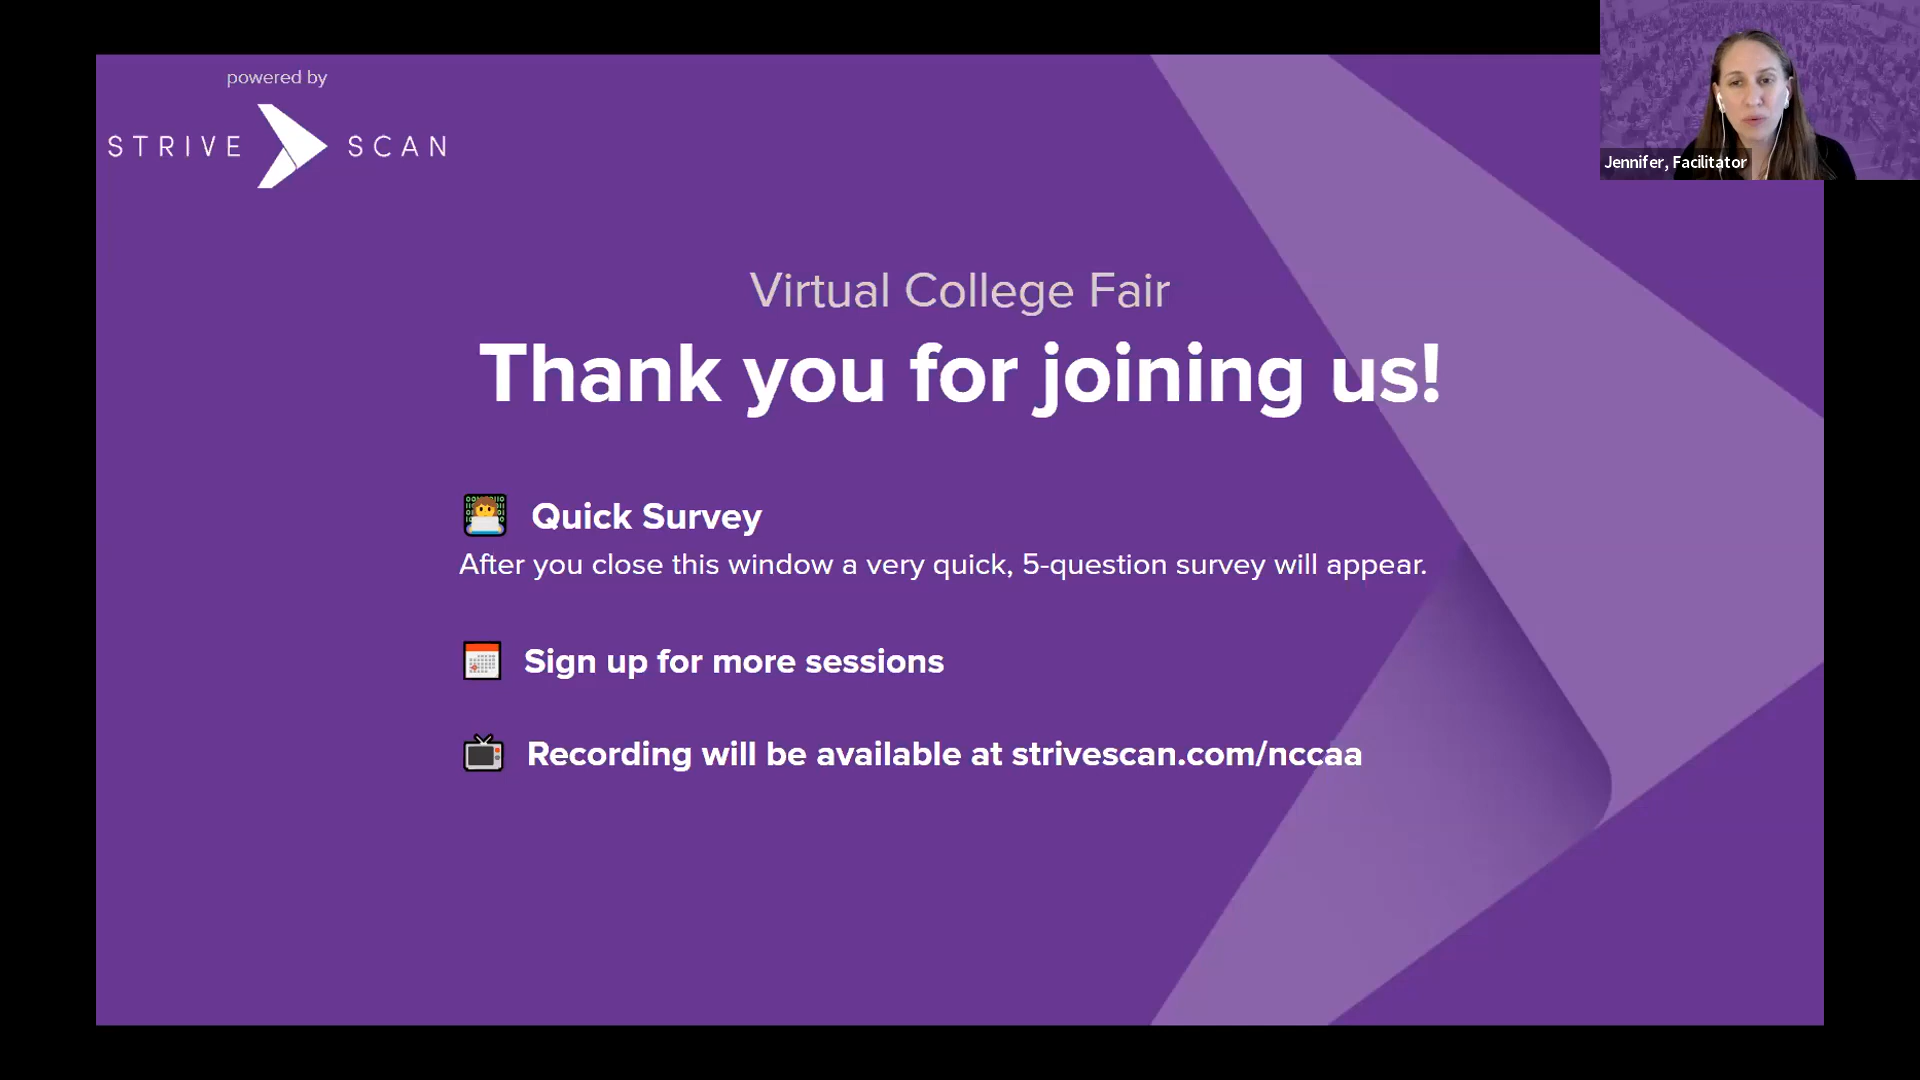 powered by
STRIVE SCAN
Jennifer, Facilitator
Virtual College Fair
Thank you for joining us!
Quick Survey
After you close this window a very quick, 5-question survey will appear.
Sign up for more sessions
Recording will be available at strivescan.com/nccaa